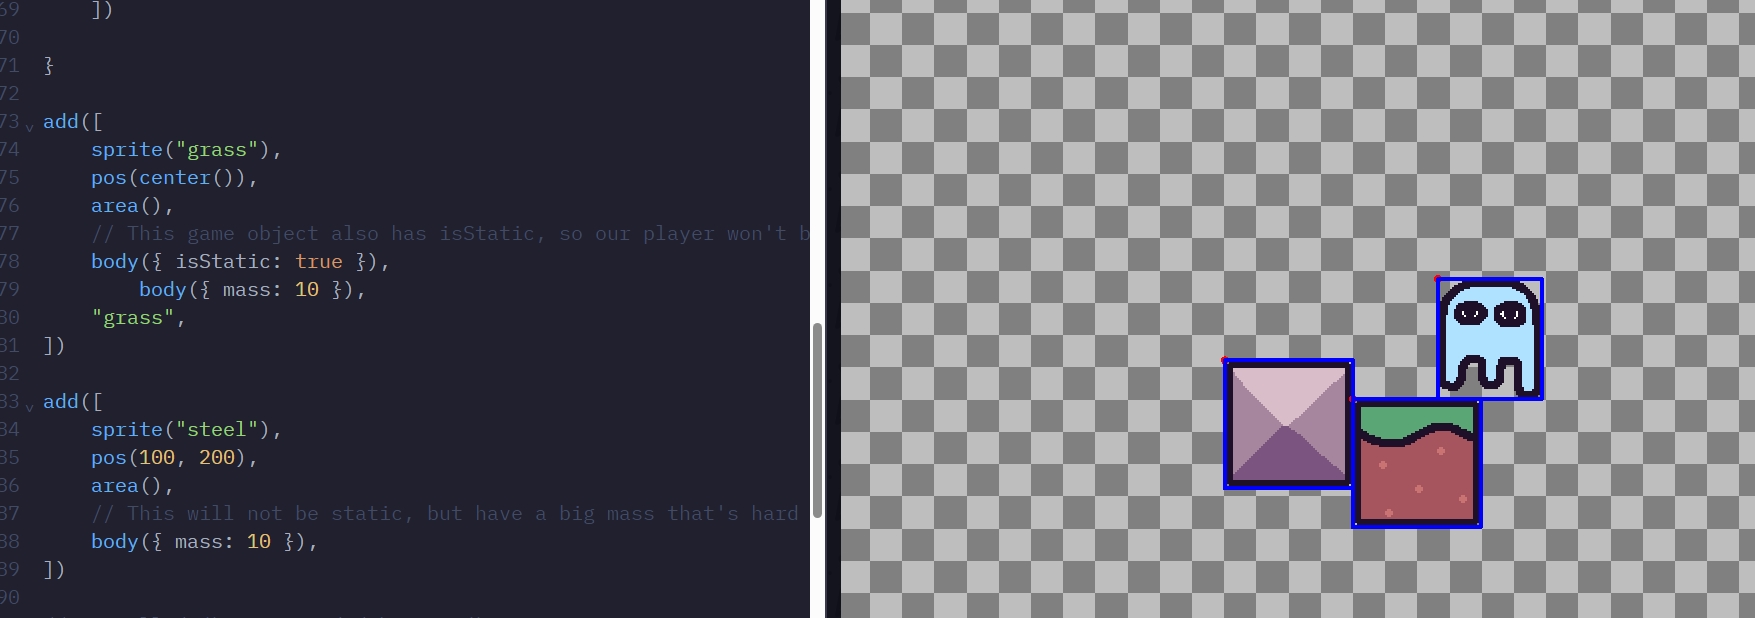 69     ])
70
71 }
72
73 add([
74     sprite("grass"),
75     pos(center()),
76     area(),
77     // This game object also has isStatic, so our player won't b
78     body({ isStatic: true }),
79         body({ mass: 10 }),
80     "grass",
81 ])
82
83 add([
84     sprite("steel"),
85     pos(100, 200),
86     area(),
87     // This will not be static, but have a big mass that's hard
88     body({ mass: 10 }),
89 ])
90